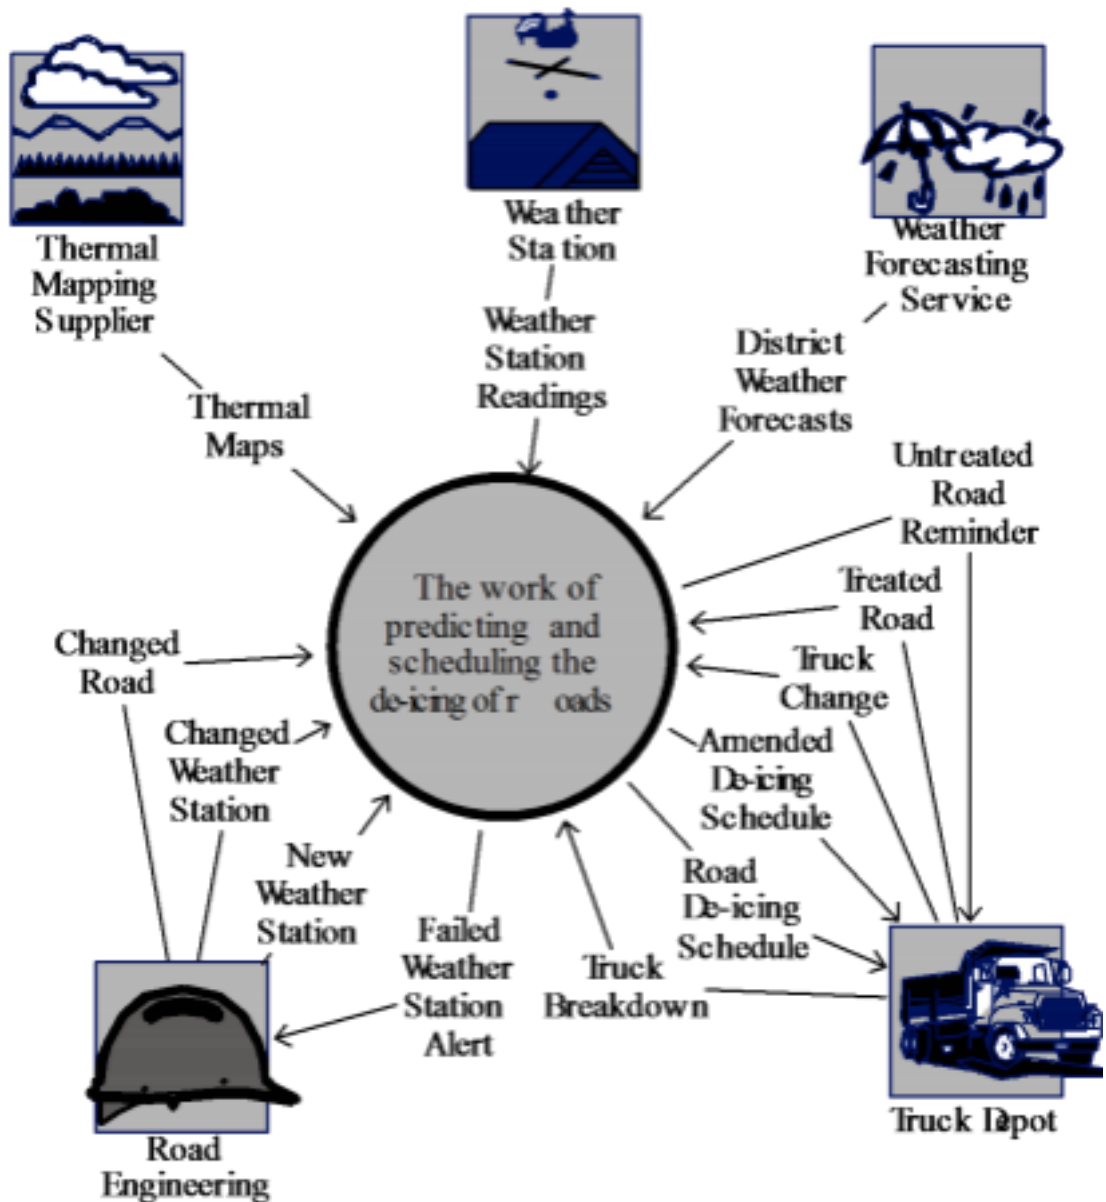 Thermal
Mapping
Supplier
Weather
Station
Weather
Forecasting
Service
Thermal
Maps
Weather
Station
Readings
District
Weather
Forecasts
Untreated
Road
Reminder
Treated
Road
Truck
Change
The work of
predicting and
scheduling the
de-icing of r oads
Changed
Road
Changed
Weather
Station
New
Weather
Station
Failed
Weather
Station
Alert
Amended
De-icing
Schedule
Road
De-icing
Schedule
Truck
Breakdown
Road
Engineering
Truck Depot